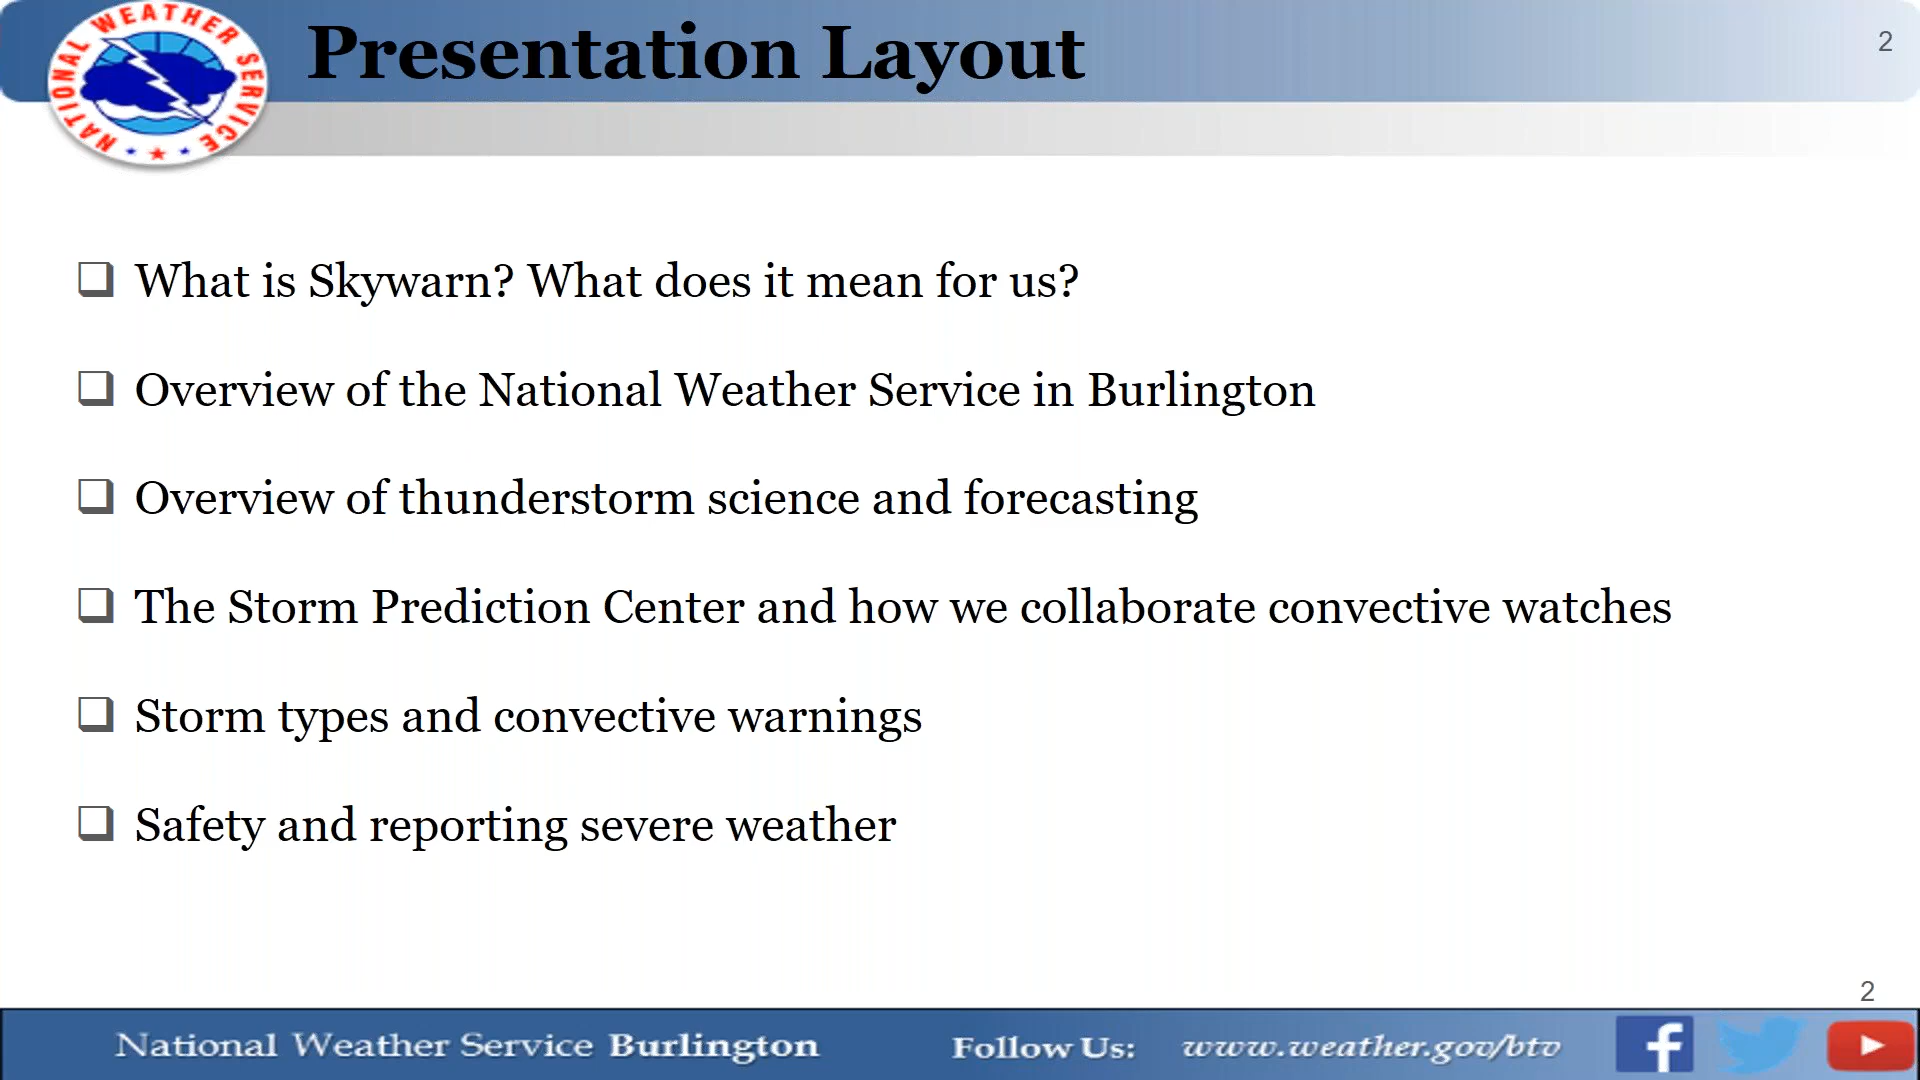 NATIONAL WEATHER SERVICE
Presentation Layout
2
What is Skywarn? What does it mean for us?
Overview of the National Weather Service in Burlington
Overview of thunderstorm science and forecasting
The Storm Prediction Center and how we collaborate convective watches
Storm types and convective warnings
Safety and reporting severe weather
2
National Weather Service Burlington
Follow Us: www.weather.gov/btv
f